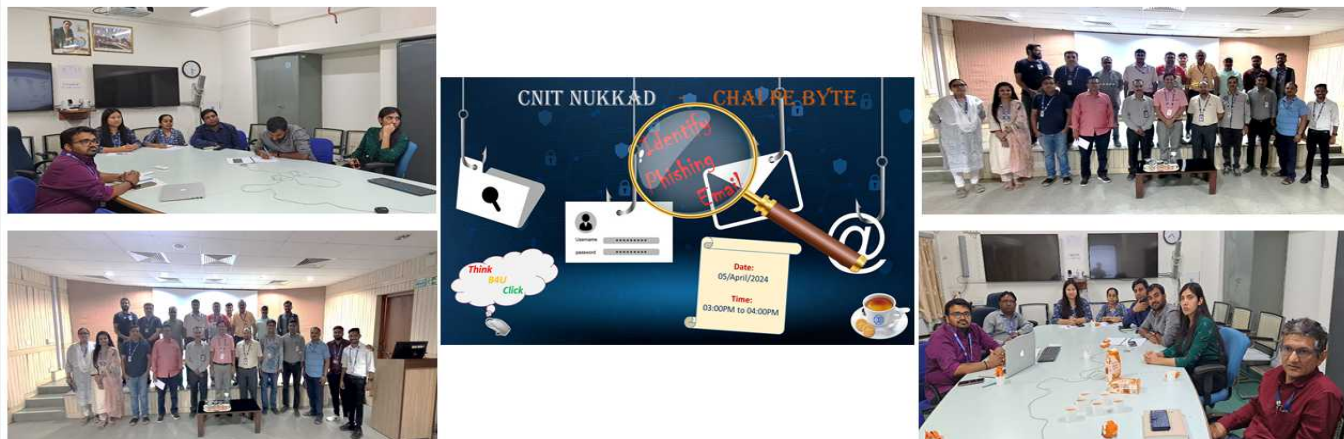 CNIT NUKKAD - CHAI PE BYTE
Identify
Phishing
Email
Username
password
Think
B4U
Click
@
Date:
05/April/2024
Time:
03:00PM to 04:00PM